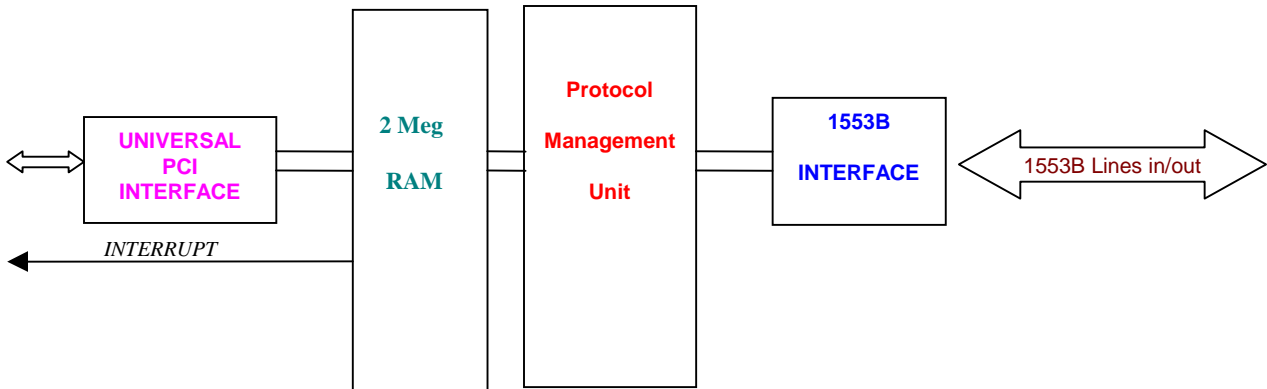 UNIVERSAL
PCI
INTERFACE
INTERRUPT
2 Meg
RAM
Protocol
Management
Unit
1553B
INTERFACE
1553B Lines in/out